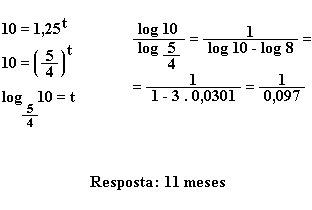 10 = 1,25^t
10 = (5/4)^t
log_{5/4} 10 = t
log 10 / log 5/4 = 1 / log 10 - log 8 =
= 1 / 1 - 3 . 0,0301 = 1 / 0,097
Resposta: 11 meses